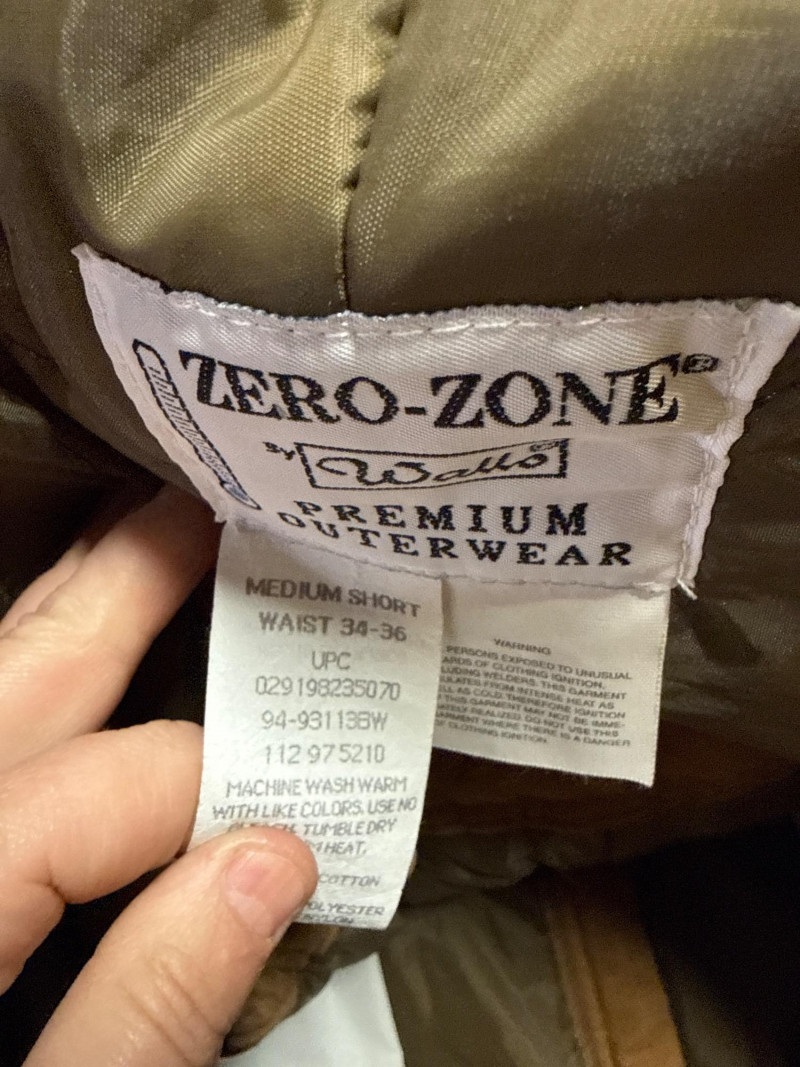 ZERO-ZONE®
By Walls®
PREMIUM
OUTERWEAR
MEDIUM SHORT
WAIST 34-36
UPC
029198235070
94-93113BW
112 97 5210
MACHINE WASH WARM
WITH LIKE COLORS. USE NO
TUMBLE DRY
HEAT.
COTTON
POLYESTER
NYLON
WARNING
PERSONS EXPOSED TO UNUSUAL
OF CLOTHING IGNITION.
WELDERS. THIS GARMENT
FROM INTENSE HEAT AS
AS COLD. THEREFORE IGNITION
THIS GARMENT MAY NOT BE IMME-
REALIZED. DO NOT USE THIS
WHERE THERE IS A DANGER
CLOTHING IGNITION.